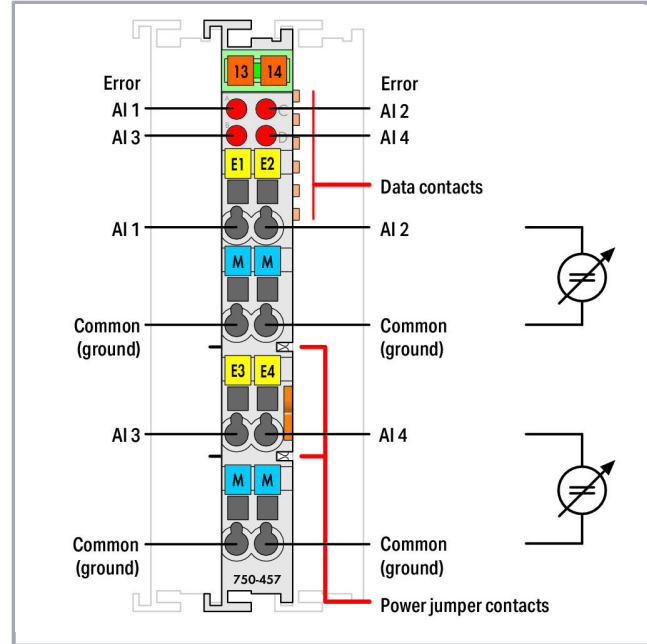 13 14
Error Error
AI 1 A C AI 2
AI 3 B D AI 4
E1 E2
Data contacts
AI 1 AI 2
M M
Common Common
(ground) (ground)
E3 E4
AI 3 AI 4
M M
Common Common
(ground) (ground)
750-457
Power jumper contacts